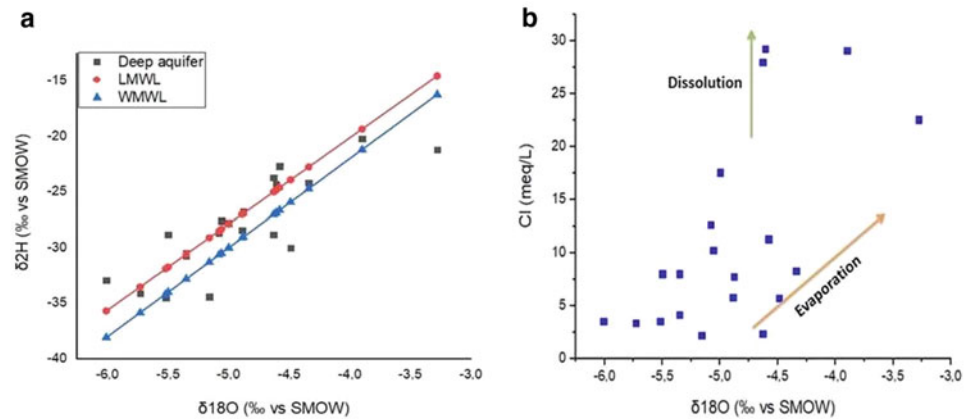 a
Deep aquifer
LMWL
WMWL
-15
-20
-25
-30
-35
-40
δ2H (‰ vs SMOW)
-6.0 -5.5 -5.0 -4.5 -4.0 -3.5 -3.0
δ18O (‰ vs SMOW)
b
30
25
20
15
10
5
0
Cl (meq/L)
Dissolution
Evaporation
-6.0 -5.5 -5.0 -4.5 -4.0 -3.5 -3.0
δ18O (‰ vs SMOW)